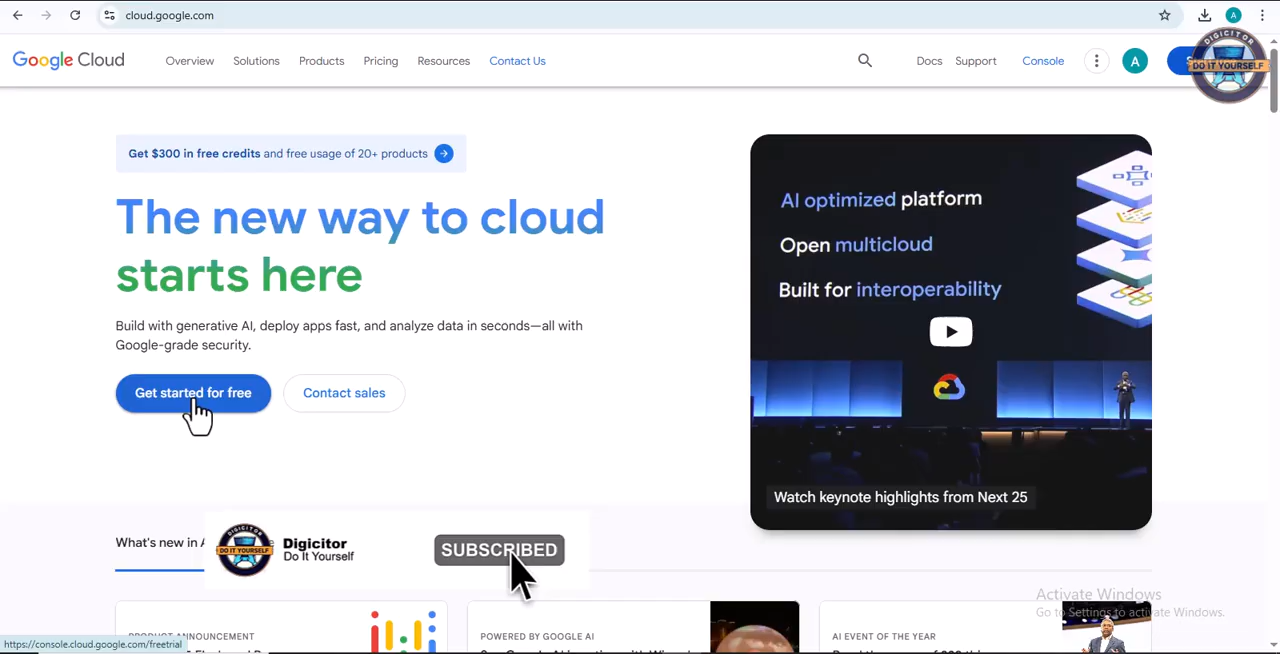 cloud.google.com
A
Google Cloud
Overview
Solutions
Products
Pricing
Resources
Contact Us
Docs
Support
Console
A
DIGICITOR
DO IT YOURSELF
Get $300 in free credits and free usage of 20+ products
The new way to cloud
starts here
Build with generative AI, deploy apps fast, and analyze data in seconds—all with
Google-grade security.
Get started for free
Contact sales
AI optimized platform
Open multicloud
Built for interoperability
Watch keynote highlights from Next 25
What's new in
DIGICITOR
DO IT YOURSELF
Digicitor
Do It Yourself
SUBSCRIBED
Activate Windows
Go to Settings to activate Windows.
PRODUCT ANNOUNCEMENT
POWERED BY GOOGLE AI
AI EVENT OF THE YEAR
https://console.cloud.google.com/freetrial